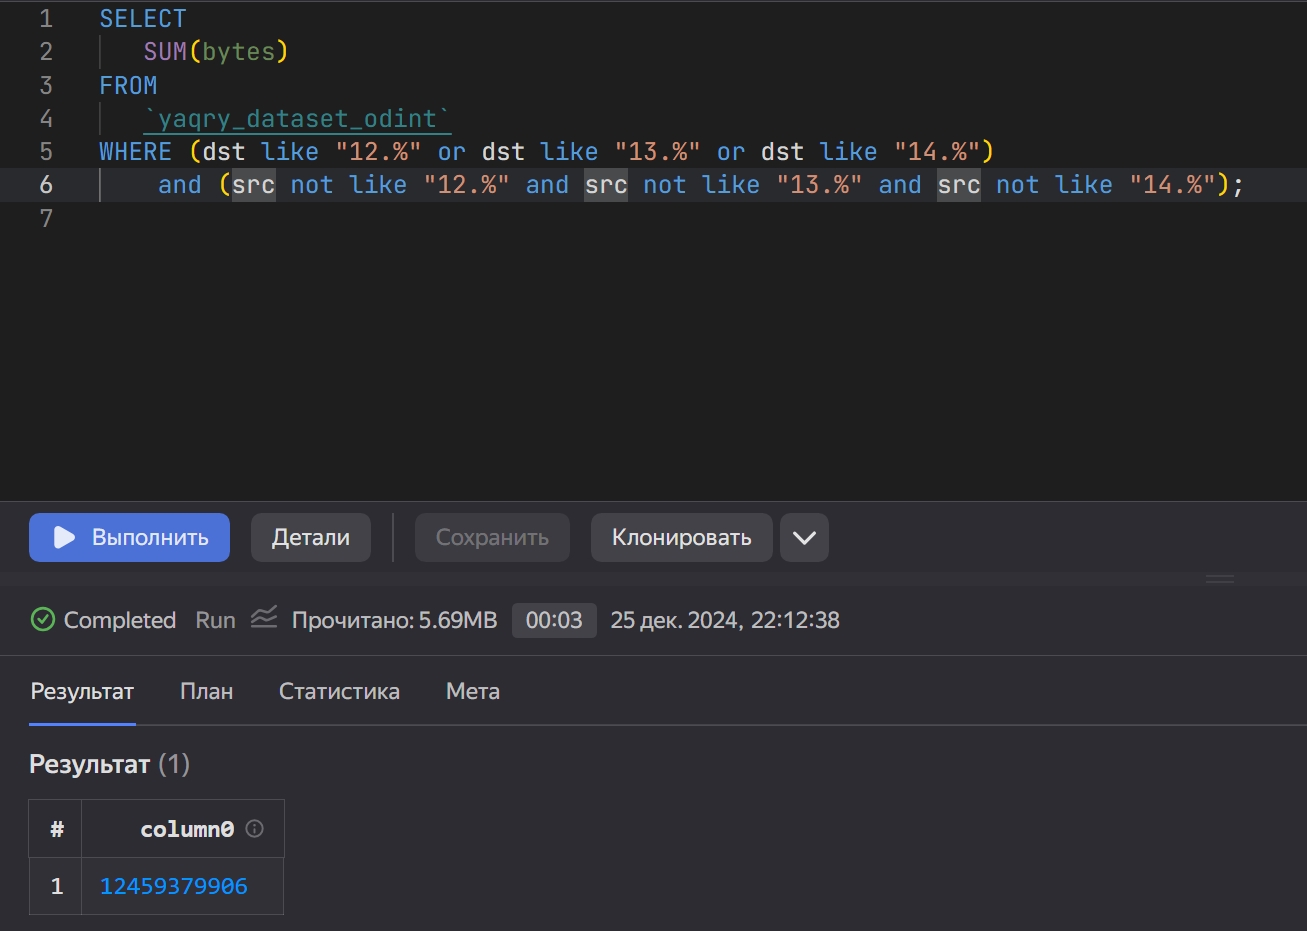 1 SELECT
2 SUM(bytes)
3 FROM
4 `yaqry_dataset_odint`
5 WHERE (dst like "12.%" or dst like "13.%" or dst like "14.%")
6 and (src not like "12.%" and src not like "13.%" and src not like "14.%");
7
Выполнить Детали Сохранить Клонировать
Completed Run Прочитано: 5.69MB 00:03 25 дек. 2024, 22:12:38
Результат План Статистика Мета
Результат (1)
# column0
1 12459379906